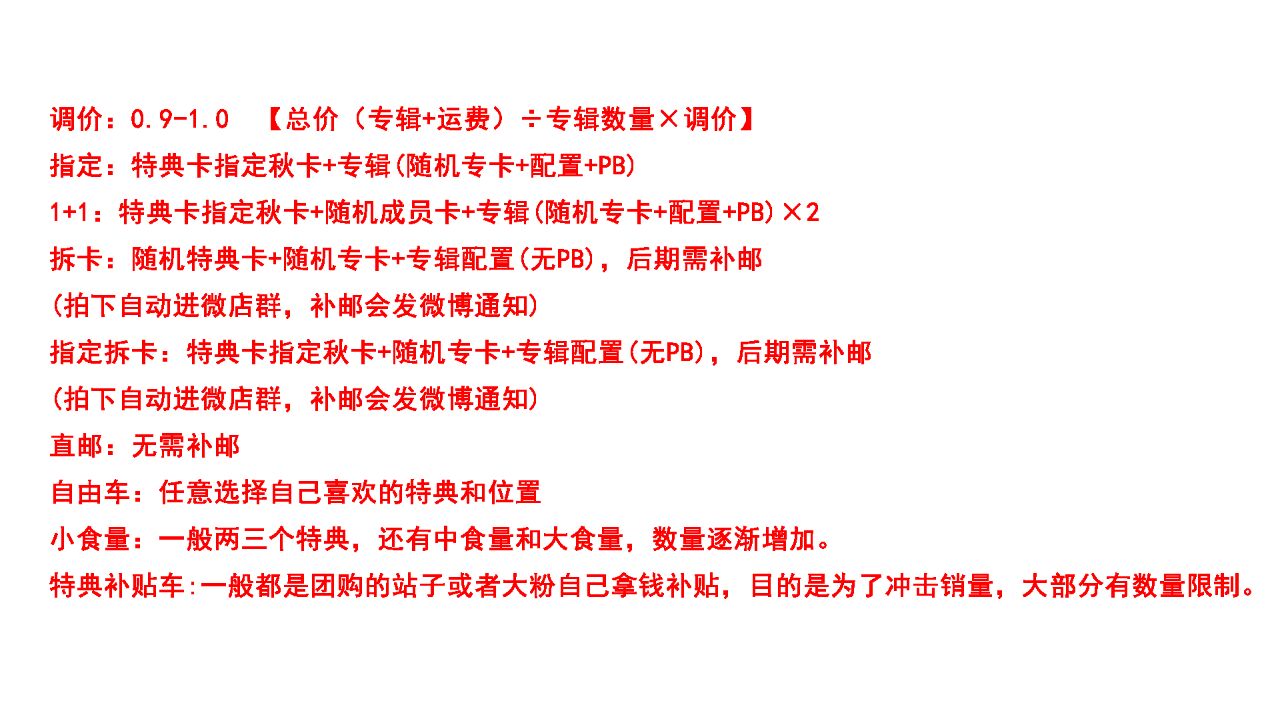 调价：0.9-1.0 【总价（专辑+运费）÷专辑数量×调价】
指定：特典卡指定秋卡+专辑(随机专卡+配置+PB)
1+1：特典卡指定秋卡+随机成员卡+专辑(随机专卡+配置+PB)×2
拆卡：随机特典卡+随机专卡+专辑配置(无PB)，后期需补邮
(拍下自动进微店群，补邮会发微博通知)
指定拆卡：特典卡指定秋卡+随机专卡+专辑配置(无PB)，后期需补邮
(拍下自动进微店群，补邮会发微博通知)
直邮：无需补邮
自由车：任意选择自己喜欢的特典和位置
小食量：一般两三个特典，还有中食量和大食量，数量逐渐增加。
特典补贴车:一般都是团购的站子或者大粉自己拿钱补贴，目的是为了冲击销量，大部分有数量限制。